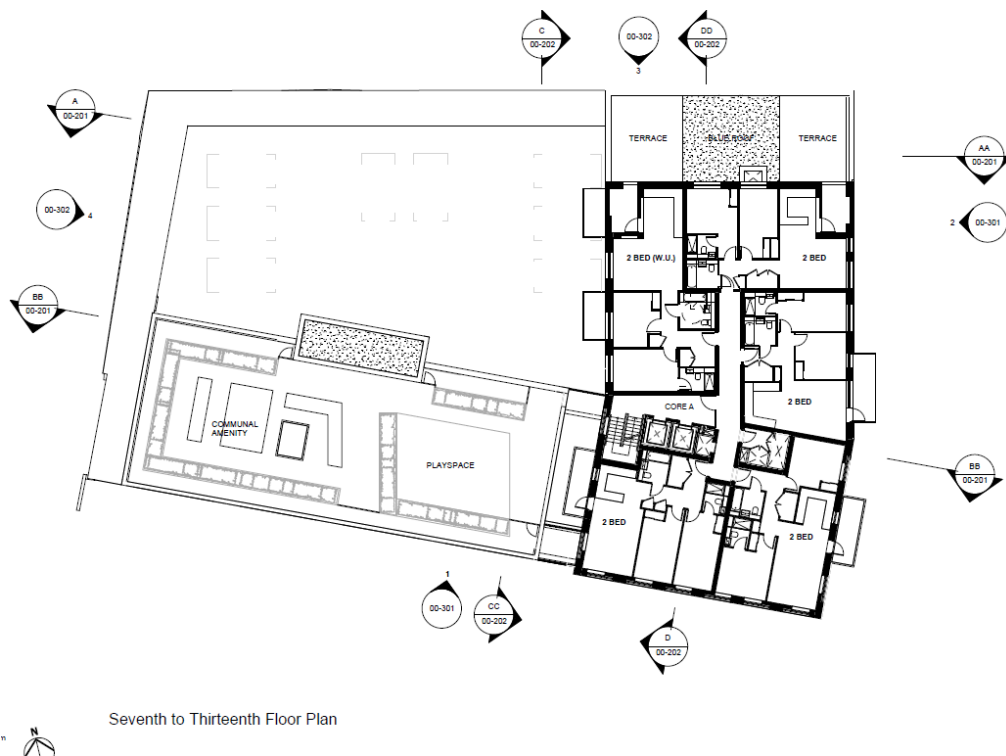 C
00-202
00-302
3
DD
00-202
A
00-201
TERRACE
BLUE ROOF
TERRACE
AA
00-201
00-302
4
2
00-301
2 BED (W.U.)
2 BED
BB
00-201
2 BED
CORE A
COMMUNAL
AMENITY
PLAYSPACE
BB
00-201
2 BED
2 BED
1
00-301
CC
00-202
D
00-202
Seventh to Thirteenth Floor Plan
N